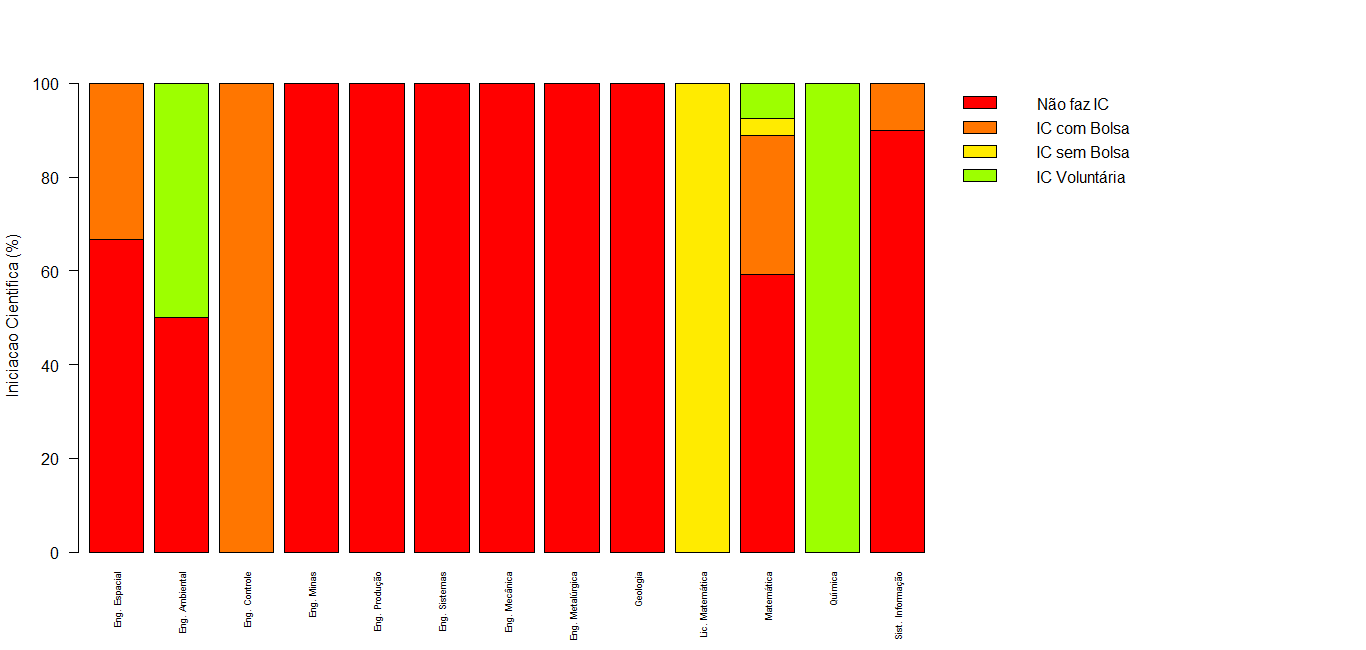 Iniciacao Científica (%)
100
80
60
40
20
0
Eng. Espacial
Eng. Ambiental
Eng. Controle
Eng. Minas
Eng. Produção
Eng. Sistemas
Eng. Mecânica
Eng. Metalúrgica
Geologia
Lic. Matemática
Matemática
Química
Sist. Informação
Não faz IC
IC com Bolsa
IC sem Bolsa
IC Voluntária